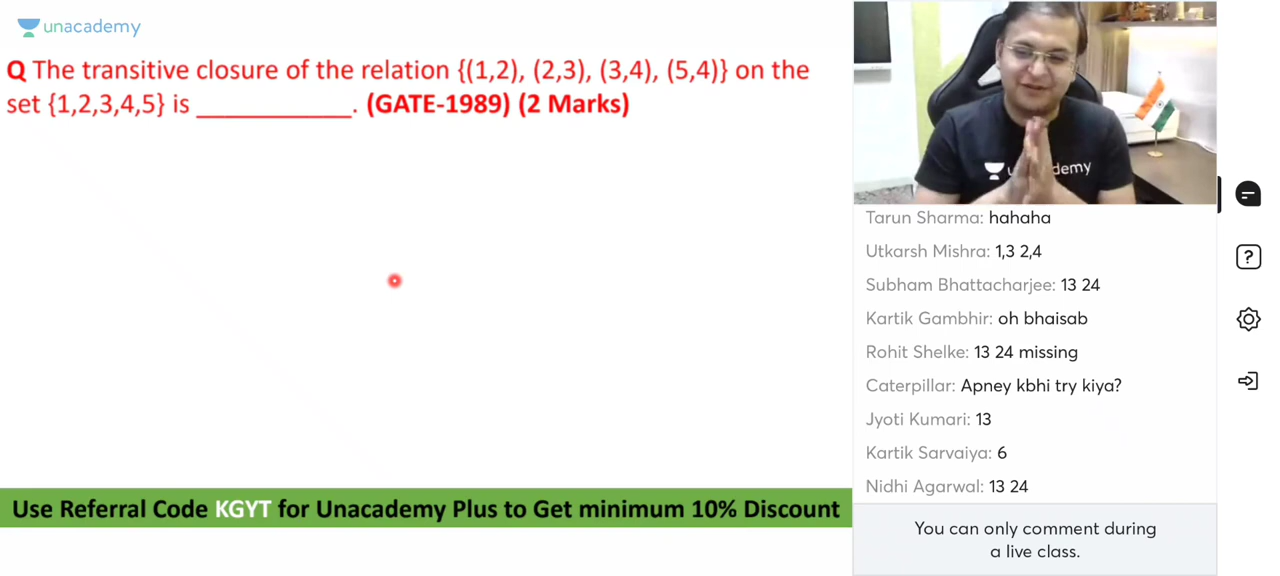 unacademy
Q The transitive closure of the relation {(1,2), (2,3), (3,4), (5,4)} on the
set {1,2,3,4,5} is ____________. (GATE-1989) (2 Marks)
Use Referral Code KGYT for Unacademy Plus to Get minimum 10% Discount
Tarun Sharma: hahaha
Utkarsh Mishra: 1,3 2,4
Subham Bhattacharjee: 13 24
Kartik Gambhir: oh bhaisab
Rohit Shelke: 13 24 missing
Caterpillar: Apney kbhi try kiya?
Jyoti Kumari: 13
Kartik Sarvaiya: 6
Nidhi Agarwal: 13 24
You can only comment during
a live class.